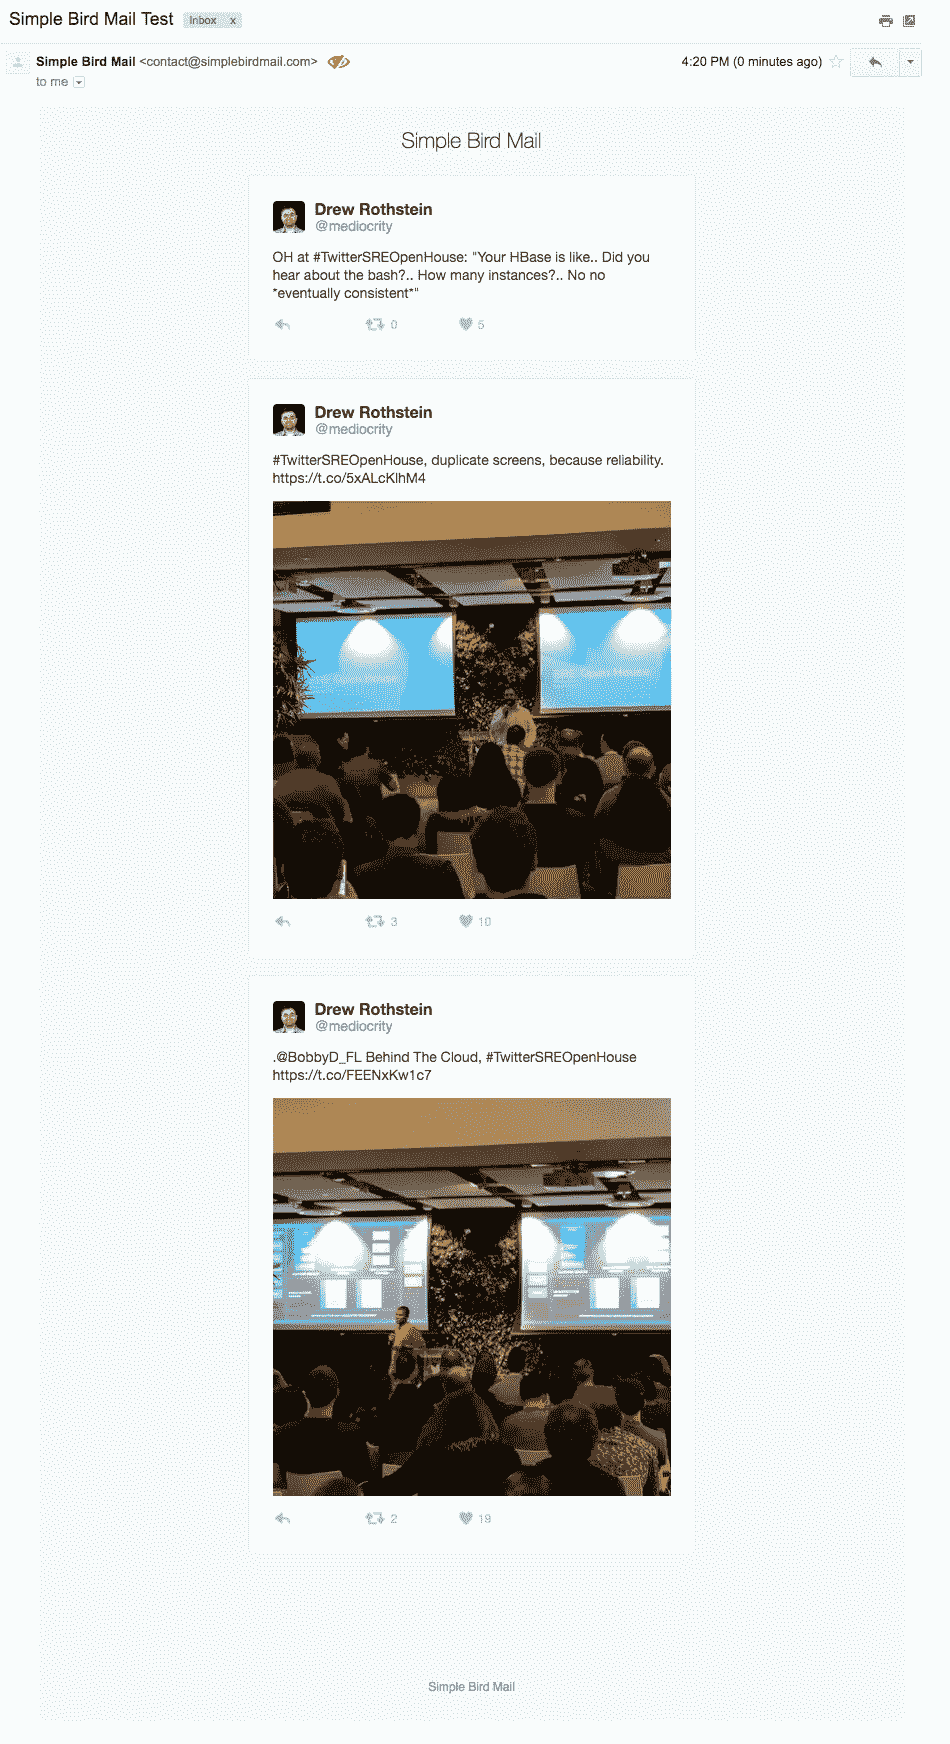 Simple Bird Mail Test
Inbox x
Simple Bird Mail <contact@simplebirdmail.com>
4:20 PM (0 minutes ago)
to me
Simple Bird Mail
Drew Rothstein
@mediocrity
OH at #TwitterSREOpenHouse: "Your HBase is like.. Did you
hear about the bash?.. How many instances?.. No no
*eventually consistent*"
0 5
Drew Rothstein
@mediocrity
#TwitterSREOpenHouse, duplicate screens, because reliability.
https://t.co/5xALcKlhM4
3 10
Drew Rothstein
@mediocrity
.@BobbyD_FL Behind The Cloud, #TwitterSREOpenHouse
https://t.co/FEENxKw1c7
2 19
Simple Bird Mail